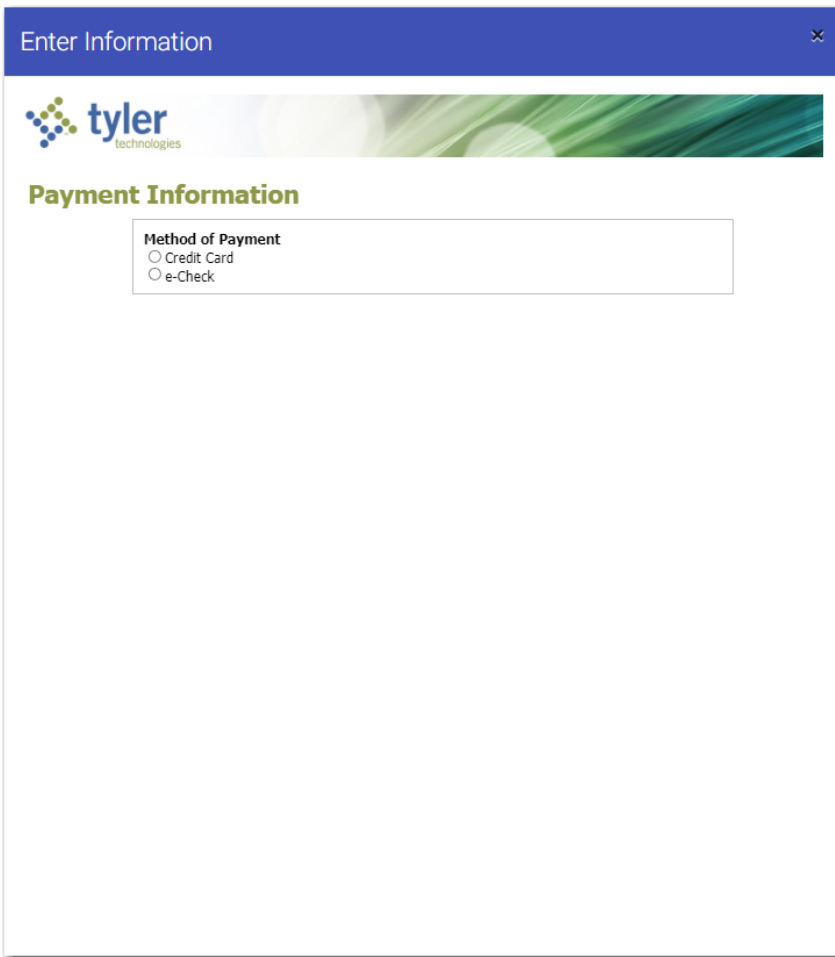 Enter Information
×
tyler
technologies
Payment Information
Method of Payment
Credit Card
e-Check